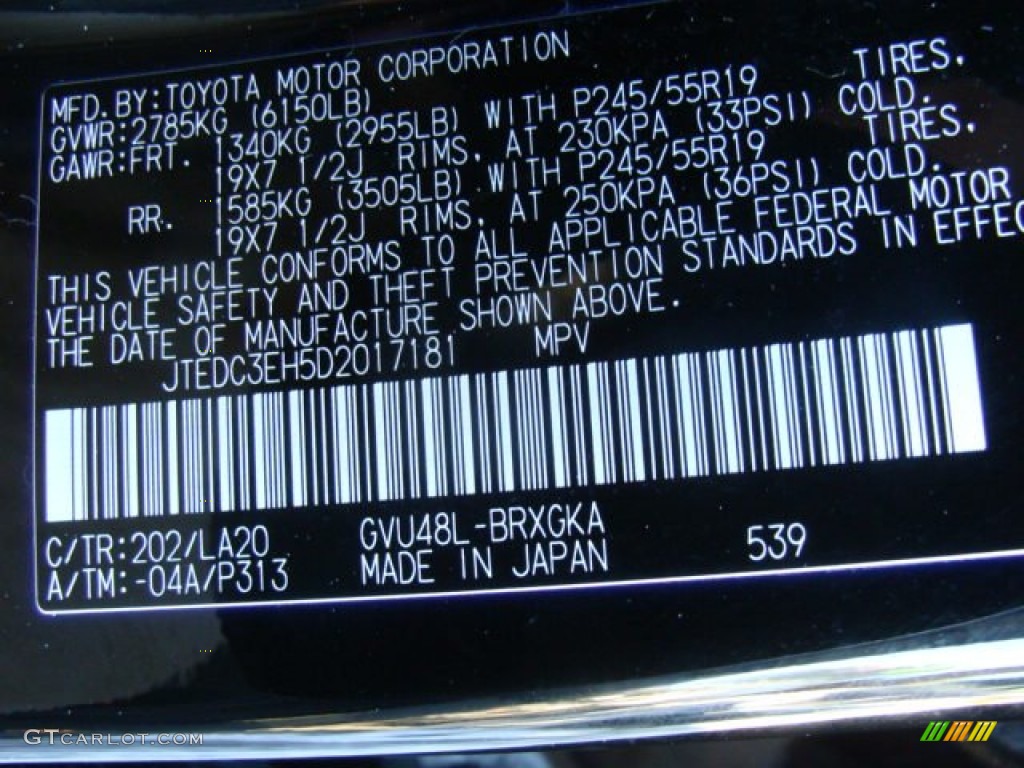 MFD. BY: TOYOTA MOTOR CORPORATION
GVWR: 2785KG (6150LB)
GAWR: FRT. 1340KG (2955LB) WITH P245/55R19 TIRES.
19X7 1/2J RIMS. AT 230KPA (33PSI) COLD.
RR. 1585KG (3505LB) WITH P245/55R19 TIRES.
19X7 1/2J RIMS. AT 250KPA (36PSI) COLD.
THIS VEHICLE CONFORMS TO ALL APPLICABLE FEDERAL MOTOR
VEHICLE SAFETY AND THEFT PREVENTION STANDARDS IN EFFEC
THE DATE OF MANUFACTURE SHOWN ABOVE.
JTEDC3EH5D2017181 MPV
C/TR: 202/LA20 GVU48L-BRXGKA 539
A/TM: -04A/P313 MADE IN JAPAN
GTcarlot.com